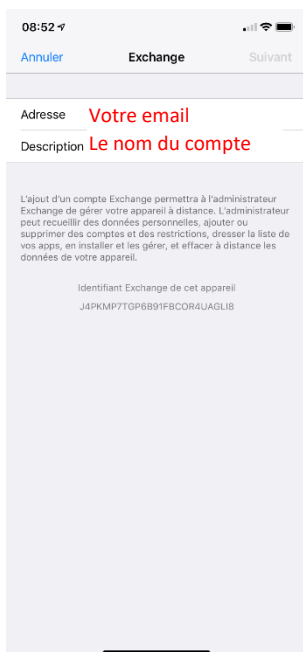 08:52
Annuler Exchange Suivant
Adresse Votre email
Description Le nom du compte
L'ajout d'un compte Exchange permettra à l'administrateur
Exchange de gérer votre appareil à distance. L'administrateur
peut recueillir des données personnelles, ajouter ou
supprimer des comptes et des restrictions, dresser la liste de
vos apps, en installer et les gérer, et effacer à distance les
données de votre appareil.
Identifiant Exchange de cet appareil
J4PKMP7TGP6B91FBCOR4UAGLI8